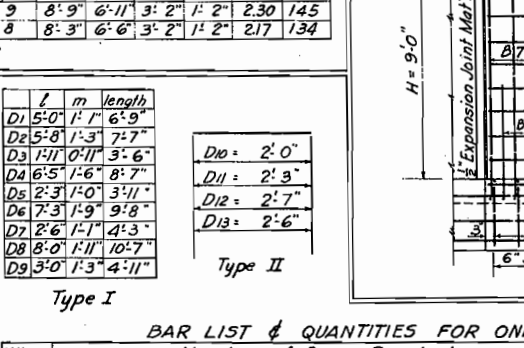 9 8'-9" 6'-11" 3'-2" 1'-2" 2.30 145
8 8'-3" 6'-6" 3'-2" 1'-2" 2.17 134
l m length
D1 5'-0" 1'-1" 6'-9"
D2 5'-8" 1'-3" 7'-7"
D3 1'-11" 0'-11" 3'-6"
D4 6'-5" 1'-6" 8'-7"
D5 2'-3" 1'-0" 3'-11"
D6 7'-3" 1'-9" 9'-8"
D7 2'-6" 1'-1" 4'-3"
D8 8'-0" 1'-11" 10'-7"
D9 3'-0" 1'-3" 4'-11"
Type I
D10 = 2'-0"
D11 = 2'-3"
D12 = 2'-7"
D13 = 2'-6"
Type II
H = 9'-0"
1/2" Expansion Joint Mat'
B7
B
3"
6"
BAR LIST & QUANTITIES FOR ON